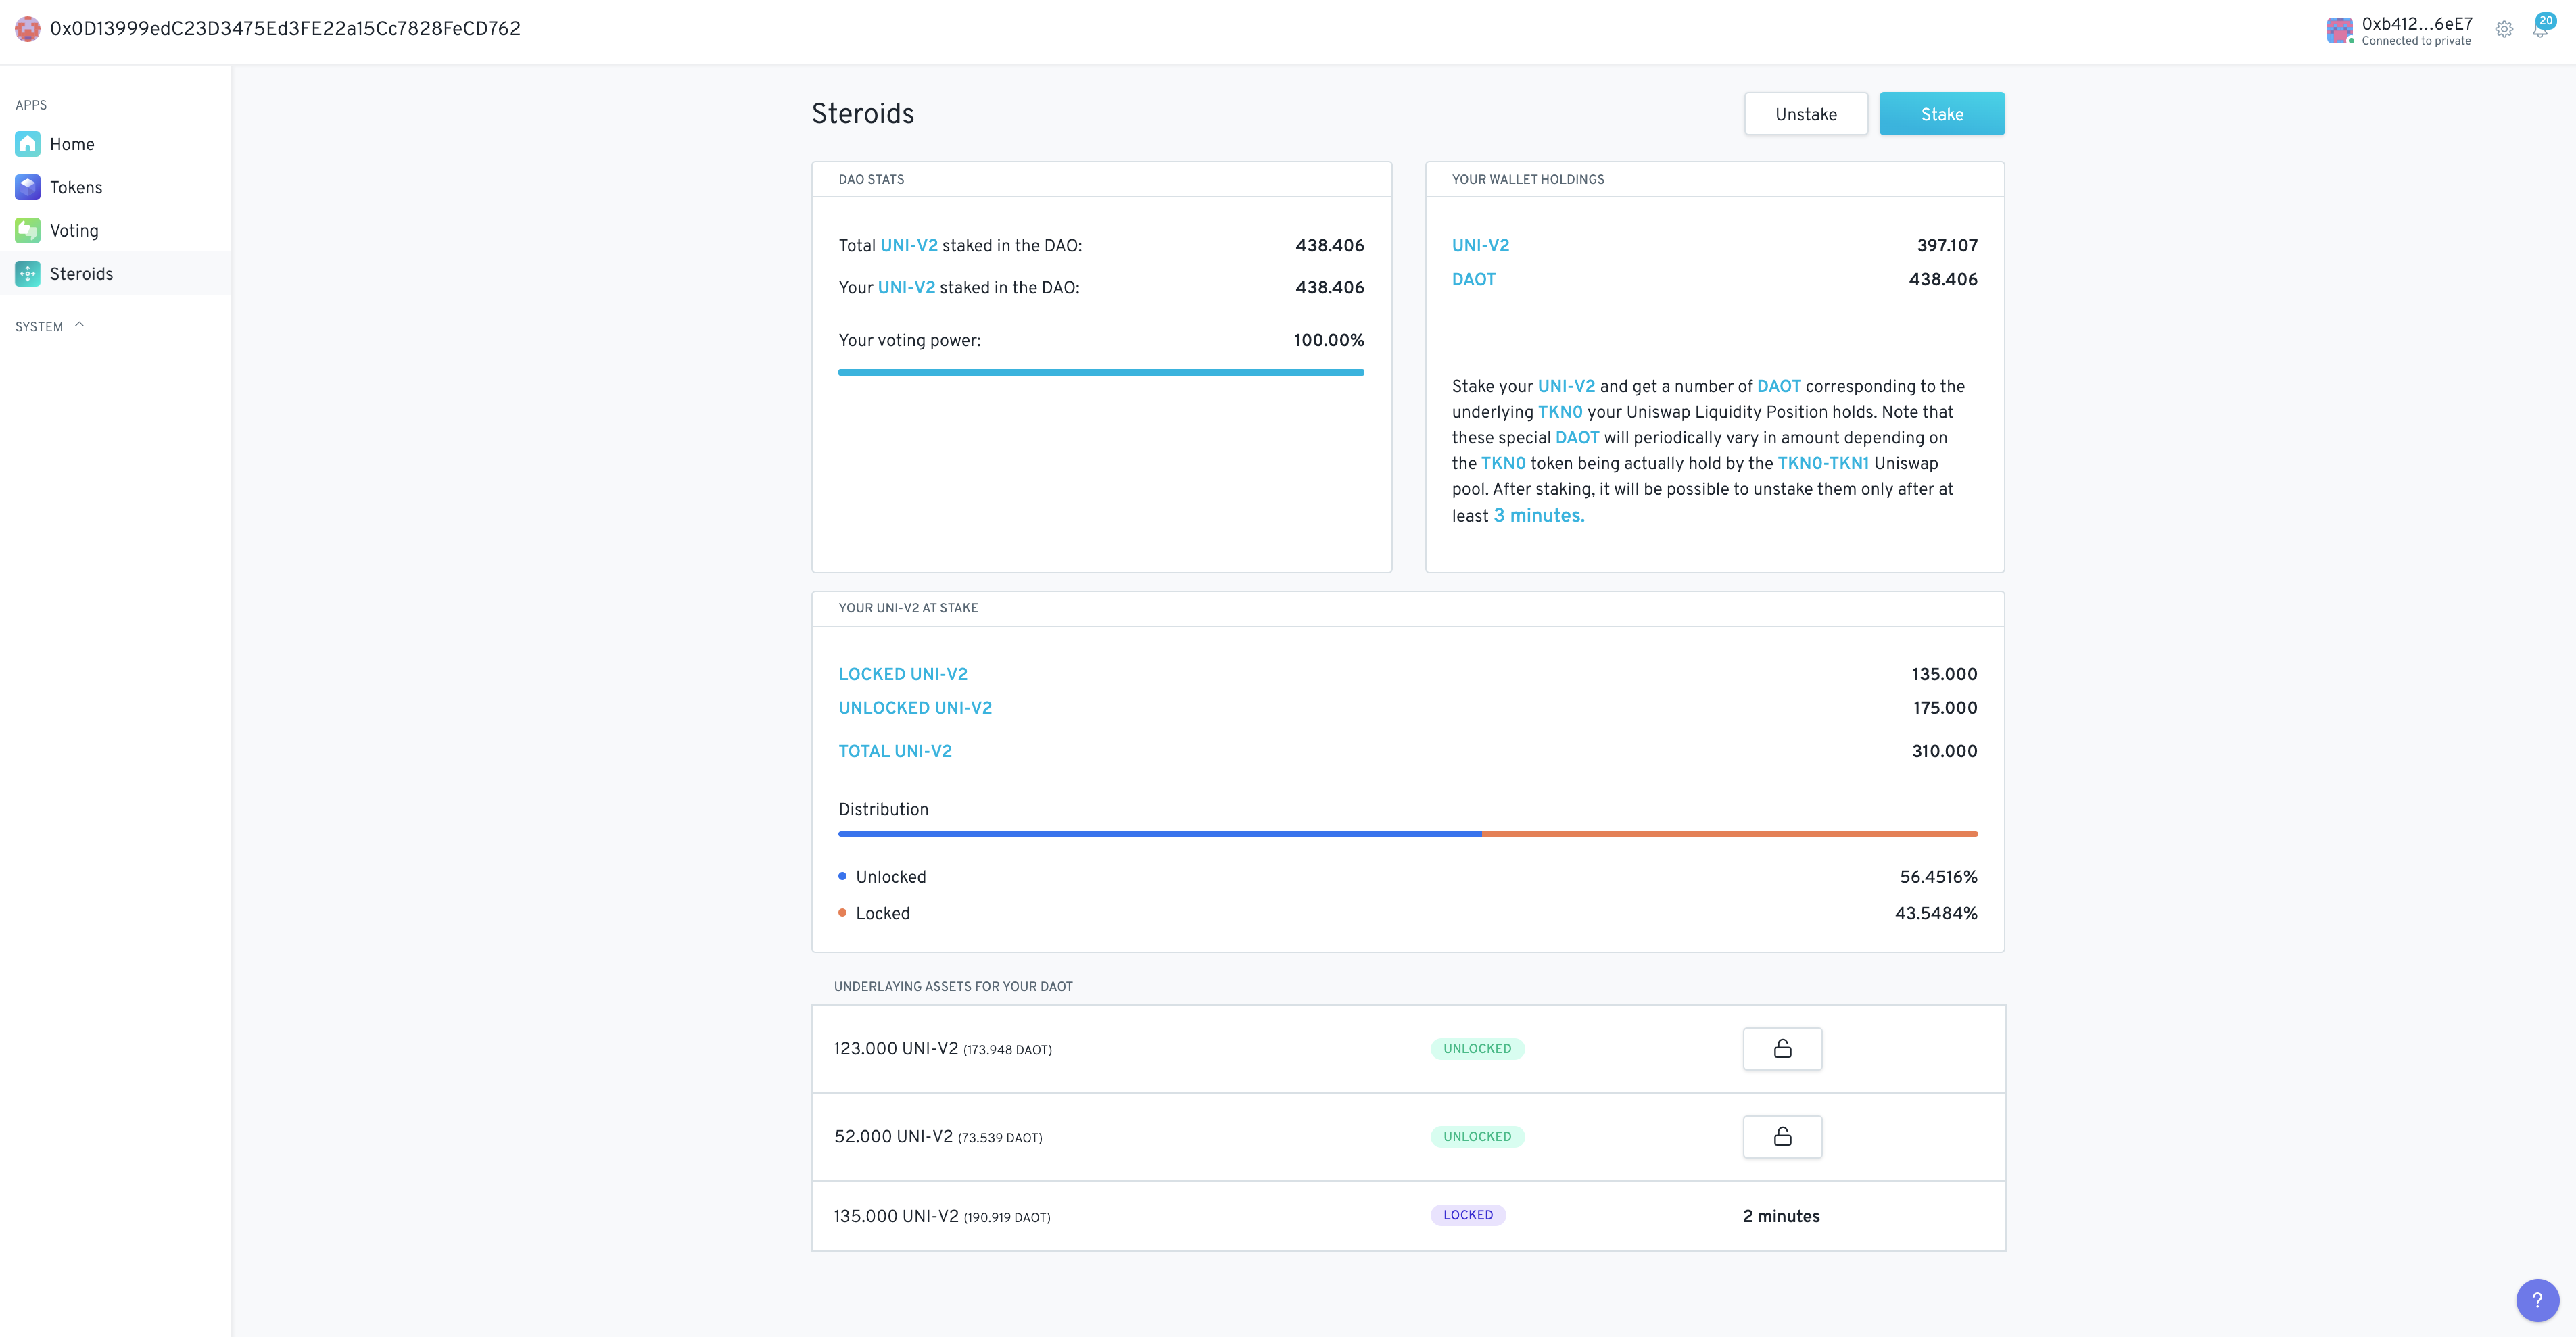 0x0D13999edC23D3475Ed3FE22a15Cc7828FeCD762
0xb412...6eE7
Connected to private
20
APPS
Home
Tokens
Voting
Steroids
SYSTEM
Steroids
Unstake
Stake
DAO STATS
Total UNI-V2 staked in the DAO: 438.406
Your UNI-V2 staked in the DAO: 438.406
Your voting power: 100.00%
YOUR WALLET HOLDINGS
UNI-V2 397.107
DAOT 438.406
Stake your UNI-V2 and get a number of DAOT corresponding to the
underlying TKN0 your Uniswap Liquidity Position holds. Note that
these special DAOT will periodically vary in amount depending on
the TKN0 token being actually hold by the TKN0-TKN1 Uniswap
pool. After staking, it will be possible to unstake them only after at
least 3 minutes.
YOUR UNI-V2 AT STAKE
LOCKED UNI-V2 135.000
UNLOCKED UNI-V2 175.000
TOTAL UNI-V2 310.000
Distribution
Unlocked 56.4516%
Locked 43.5484%
UNDERLAYING ASSETS FOR YOUR DAOT
123.000 UNI-V2 (173.948 DAOT) UNLOCKED
52.000 UNI-V2 (73.539 DAOT) UNLOCKED
135.000 UNI-V2 (190.919 DAOT) LOCKED 2 minutes
?